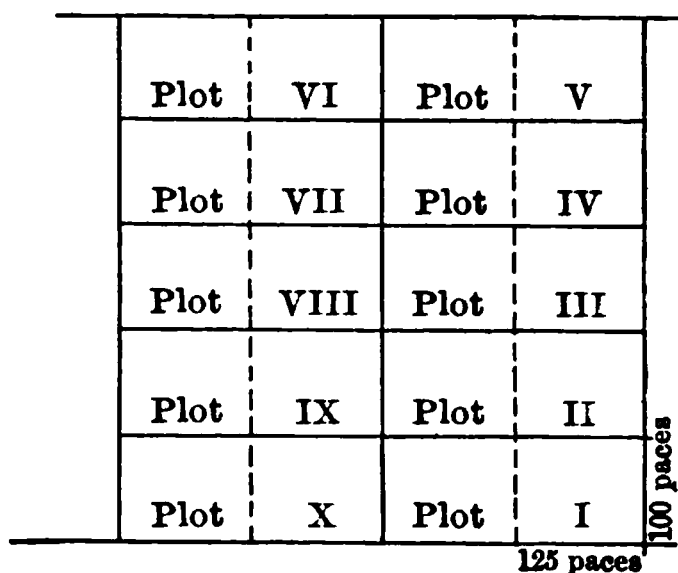 Plot VI Plot V
Plot VII Plot IV
Plot VIII Plot III
Plot IX Plot II
Plot X Plot I
100 paces
125 paces